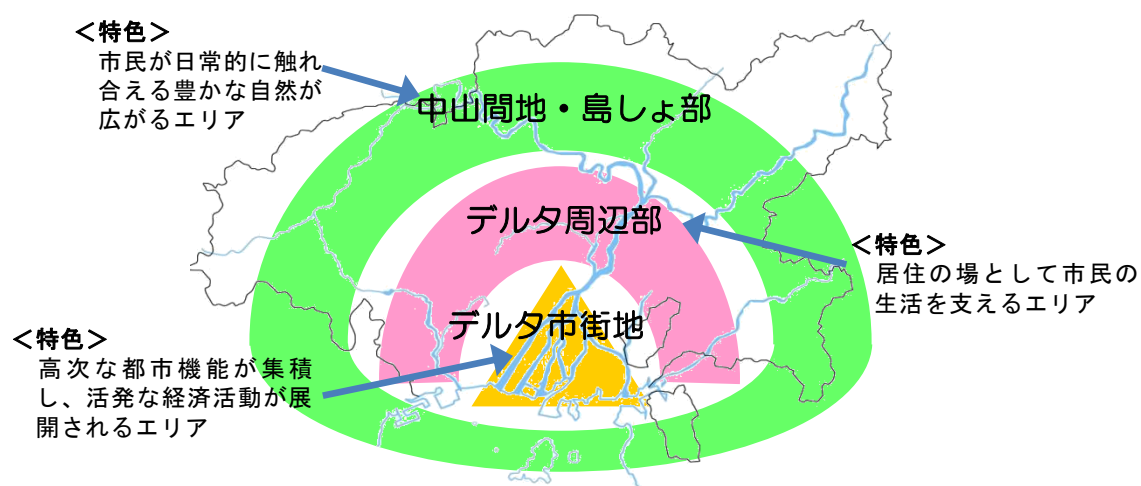 ＜特色＞
市民が日常的に触れ
合える豊かな自然が
広がるエリア
中山間地・島しょ部
デルタ周辺部
＜特色＞
居住の場として市民の
生活を支えるエリア
デルタ市街地
＜特色＞
高次な都市機能が集積
し、活発な経済活動が展
開されるエリア